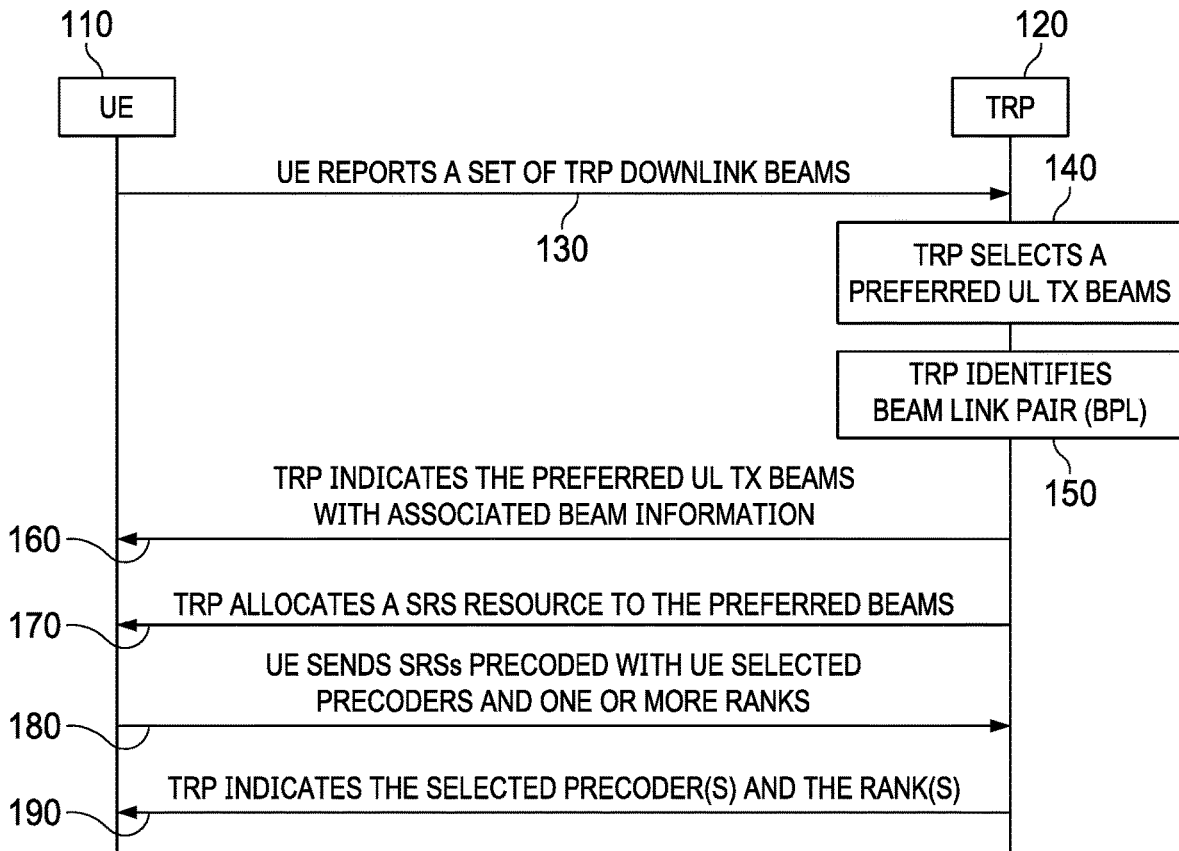 110
120
UE
TRP
UE REPORTS A SET OF TRP DOWNLINK BEAMS
130
140
TRP SELECTS A
PREFERRED UL TX BEAMS
TRP IDENTIFIES
BEAM LINK PAIR (BPL)
150
TRP INDICATES THE PREFERRED UL TX BEAMS
WITH ASSOCIATED BEAM INFORMATION
160
TRP ALLOCATES A SRS RESOURCE TO THE PREFERRED BEAMS
170
UE SENDS SRSs PRECODED WITH UE SELECTED
PRECODERS AND ONE OR MORE RANKS
180
TRP INDICATES THE SELECTED PRECODER(S) AND THE RANK(S)
190